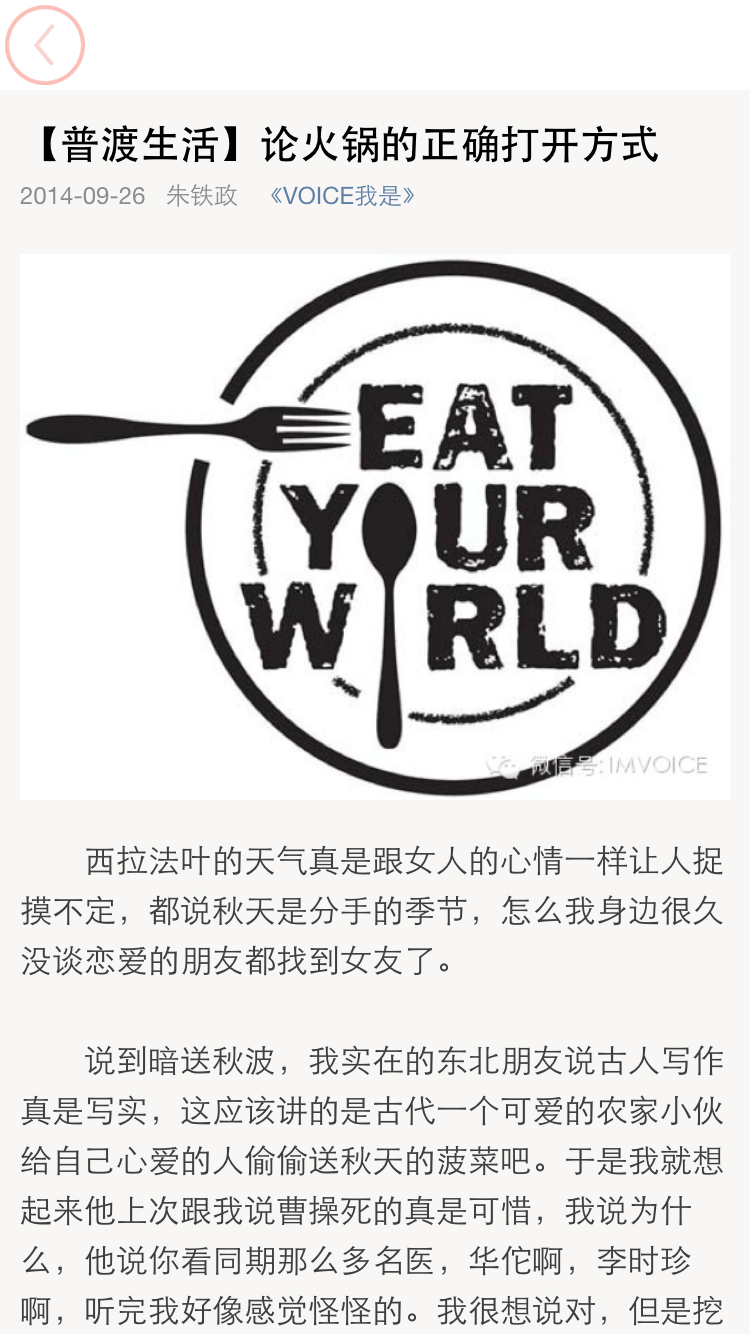 【普渡生活】论火锅的正确打开方式
2014-09-26 朱铁政 《VOICE我是》
EAT
YOUR
WORLD
微信号: IMVOICE
西拉法叶的天气真是跟女人的心情一样让人捉
摸不定，都说秋天是分手的季节，怎么我身边很久
没谈恋爱的朋友都找到女友了。
说到暗送秋波，我实在的东北朋友说古人写作
真是写实，这应该讲的是古代一个可爱的农家小伙
给自己心爱的人偷偷送秋天的菠菜吧。于是我就想
起来他上次跟我说曹操死的真是可惜，我说为什
么，他说你看同期那么多名医，华佗啊，李时珍
啊，听完我好像感觉怪怪的。我很想说对，但是挖